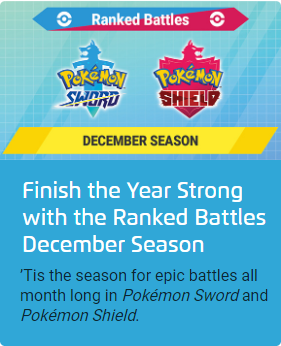 Ranked Battles
Pokémon Pokémon
SWORD SHIELD
DECEMBER SEASON
Finish the Year Strong
with the Ranked Battles
December Season
’Tis the season for epic battles all
month long in Pokémon Sword and
Pokémon Shield.